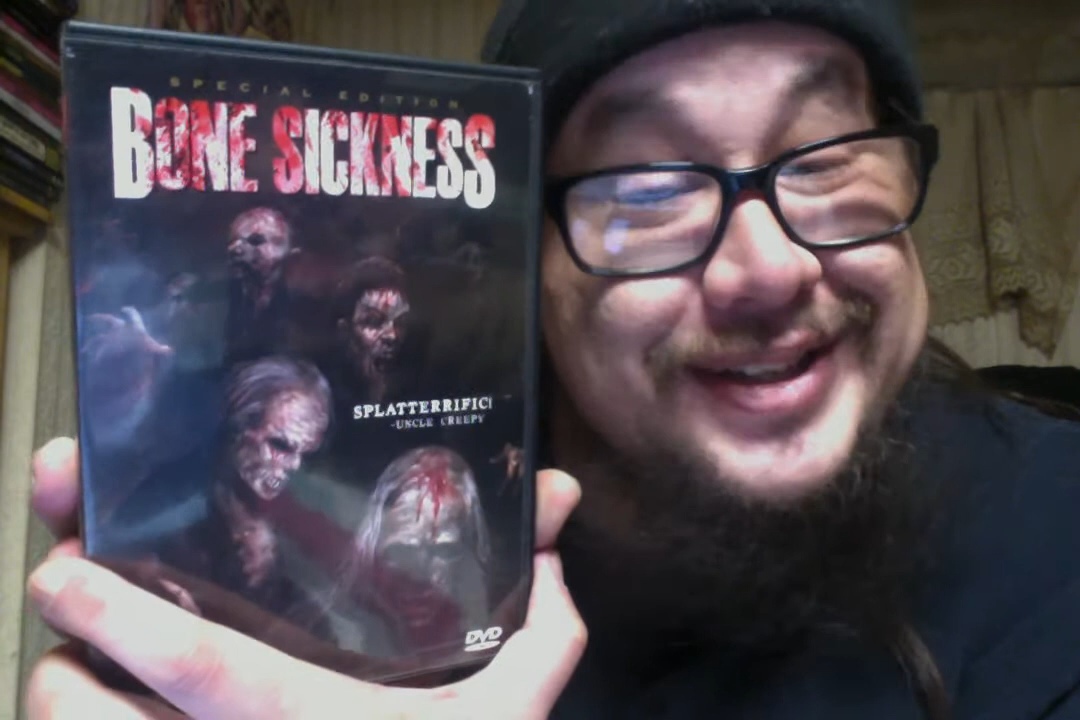 SPECIAL EDITION
BONE SICKNESS
SPLATTERRIFIC!
-UNCLE CREEPY
DVD